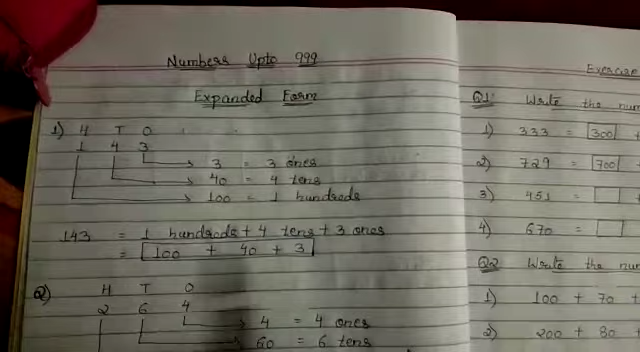 Numbers Upto 999
Expanded Form
1) H T O
1 4 3
3 = 3 ones
40 = 4 tens
100 = 1 hundreds
143 = 1 hundreds + 4 tens + 3 ones
= 100 + 40 + 3
2) H T O
2 6 4
4 = 4 ones
60 = 6 tens
Exercise
Q1 Write the num
1) 333 = 300 +
2) 729 = 700
3) 451 =
4) 670 =
Q2 Write the num
1) 100 + 70 +
2) 200 + 80 +